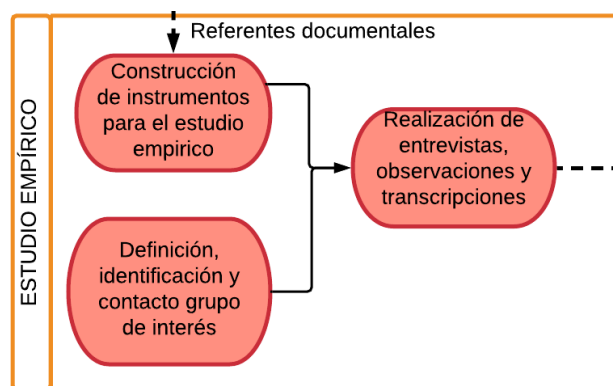 Referentes documentales
Construcción
de instrumentos
para el estudio
empirico
Realización de
entrevistas,
observaciones y
transcripciones
Definición,
identificación y
contacto grupo
de interés
ESTUDIO EMPÍRICO